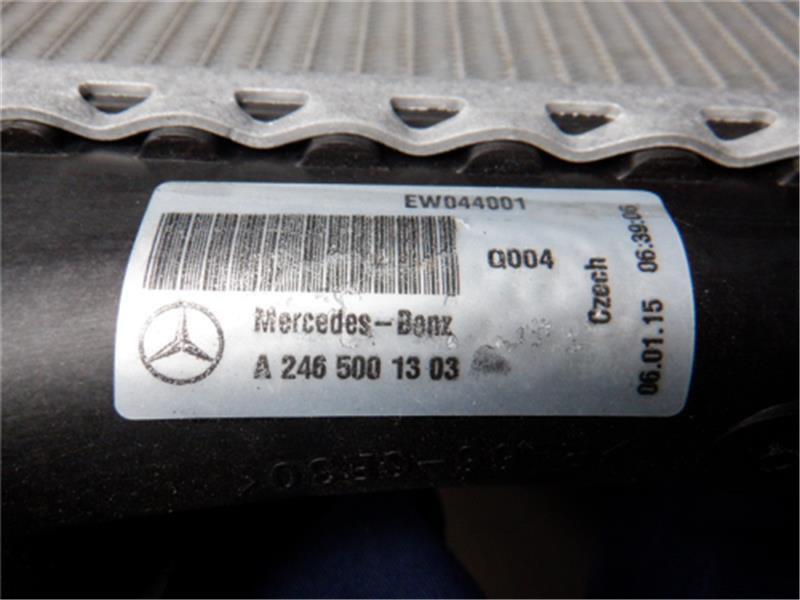 EW044001
Q004
Mercedes-Benz
A 246 500 13 03
Czech
06.01.15 06:39:06